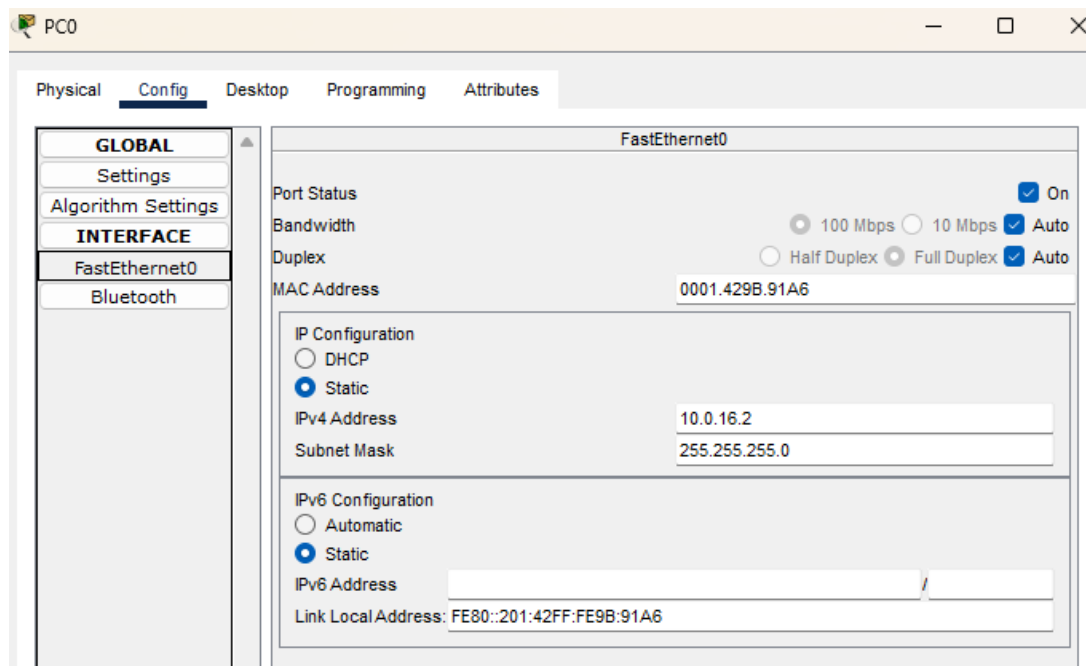 PC0
Physical Config Desktop Programming Attributes
GLOBAL
Settings
Algorithm Settings
INTERFACE
FastEthernet0
Bluetooth
FastEthernet0
Port Status On
Bandwidth 100 Mbps 10 Mbps Auto
Duplex Half Duplex Full Duplex Auto
MAC Address 0001.429B.91A6
IP Configuration
DHCP
Static
IPv4 Address 10.0.16.2
Subnet Mask 255.255.255.0
IPv6 Configuration
Automatic
Static
IPv6 Address /
Link Local Address: FE80::201:42FF:FE9B:91A6